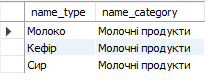 name_type name_category
Молоко Молочні продукти
Кефір Молочні продукти
Сир Молочні продукти